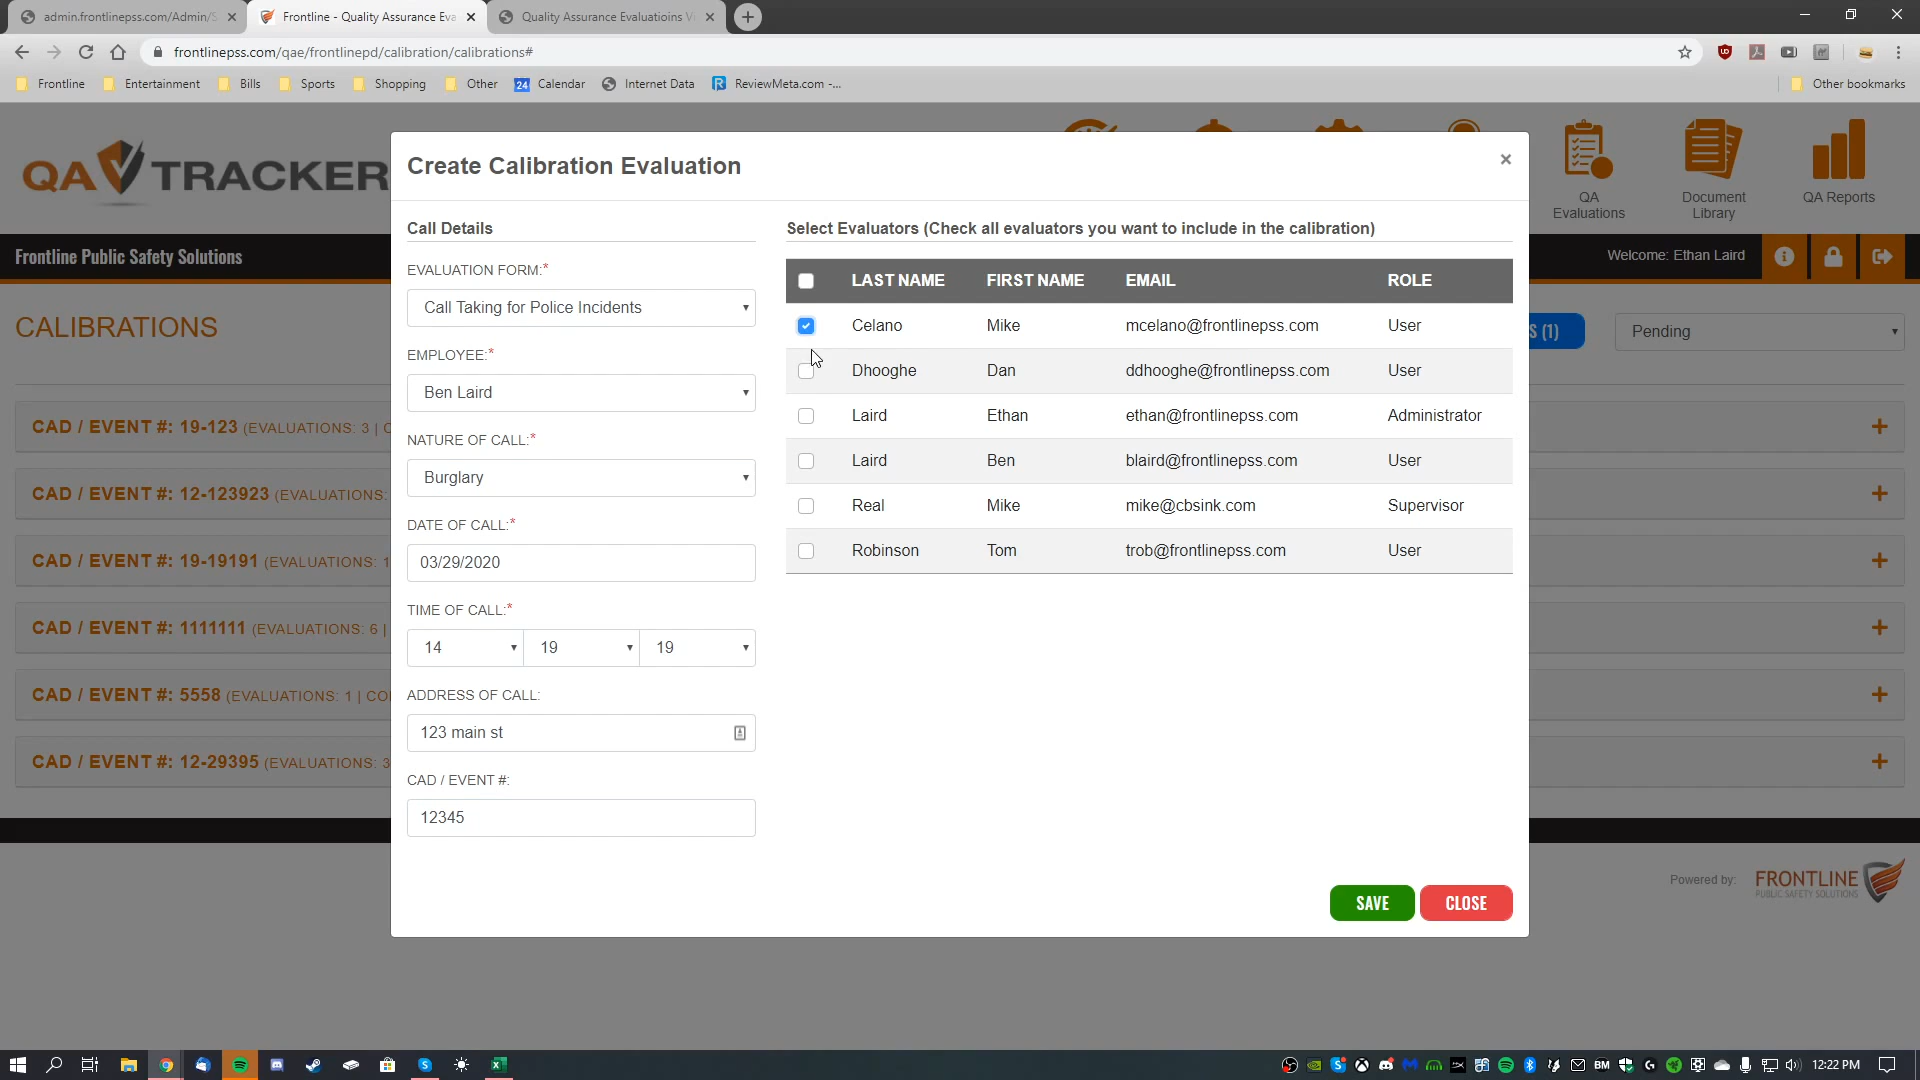 admin.frontlinepss.com/Admin/S
Frontline - Quality Assurance Eva
Quality Assurance Evaluatioins Vi
frontlinepss.com/qae/frontlinepd/calibration/calibrations#
Frontline
Entertainment
Bills
Sports
Shopping
Other
24 Calendar
Internet Data
ReviewMeta.com -...
Other bookmarks
QA TRACKER
QA Evaluations
Document Library
QA Reports
Frontline Public Safety Solutions
Welcome: Ethan Laird
CALIBRATIONS
S (1)
Pending
CAD / EVENT #: 19-123 (EVALUATIONS: 3 | C
CAD / EVENT #: 12-123923 (EVALUATIONS:
CAD / EVENT #: 19-19191 (EVALUATIONS: 1
CAD / EVENT #: 1111111 (EVALUATIONS: 6 |
CAD / EVENT #: 5558 (EVALUATIONS: 1 | CO
CAD / EVENT #: 12-29395 (EVALUATIONS: 3
Create Calibration Evaluation
×
Call Details
EVALUATION FORM:*
Call Taking for Police Incidents
EMPLOYEE:*
Ben Laird
NATURE OF CALL:*
Burglary
DATE OF CALL:*
03/29/2020
TIME OF CALL:*
14 19 19
ADDRESS OF CALL:
123 main st
CAD / EVENT #:
12345
Select Evaluators (Check all evaluators you want to include in the calibration)
LAST NAME FIRST NAME EMAIL ROLE
Celano Mike mcelano@frontlinepss.com User
Dhooghe Dan ddhooghe@frontlinepss.com User
Laird Ethan ethan@frontlinepss.com Administrator
Laird Ben blaird@frontlinepss.com User
Real Mike mike@cbsink.com Supervisor
Robinson Tom trob@frontlinepss.com User
SAVE
CLOSE
Powered by:
FRONTLINE
PUBLIC SAFETY SOLUTIONS
BM
12:22 PM